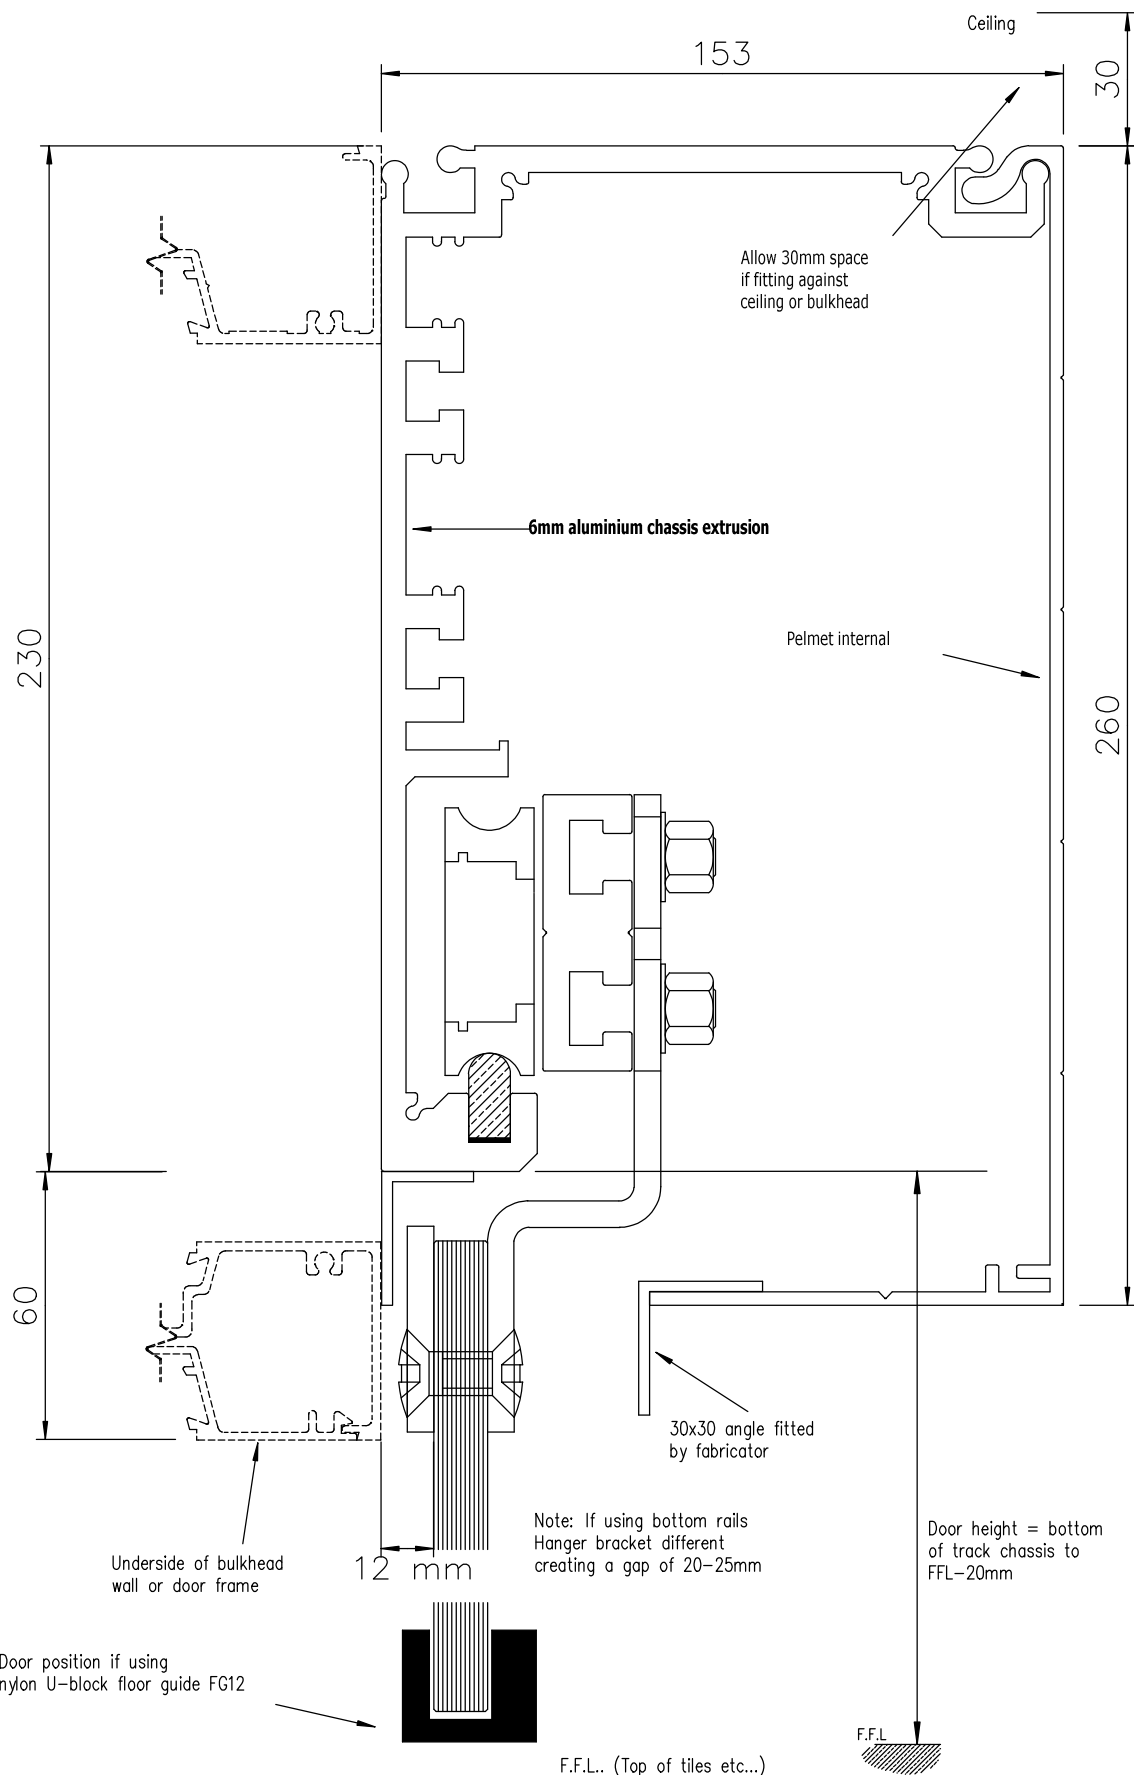 Ceiling
153
30
Allow 30mm space
if fitting against
ceiling or bulkhead
6mm aluminium chassis extrusion
230
Pelmet internal
260
60
30x30 angle fitted
by fabricator
Note: If using bottom rails
Hanger bracket different
creating a gap of 20-25mm
Door height = bottom
of track chassis to
FFL-20mm
Underside of bulkhead
wall or door frame
12 mm
Door position if using
nylon U-block floor guide FG12
F.F.L
F.F.L.. (Top of tiles etc...)